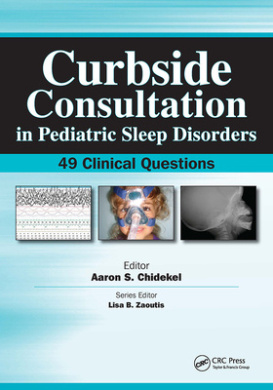 Curbside
Consultation
in Pediatric Sleep Disorders
49 Clinical Questions
Editor
Aaron S. Chidekel
Series Editor
Lisa B. Zaoutis
CRC Press
Taylor & Francis Group